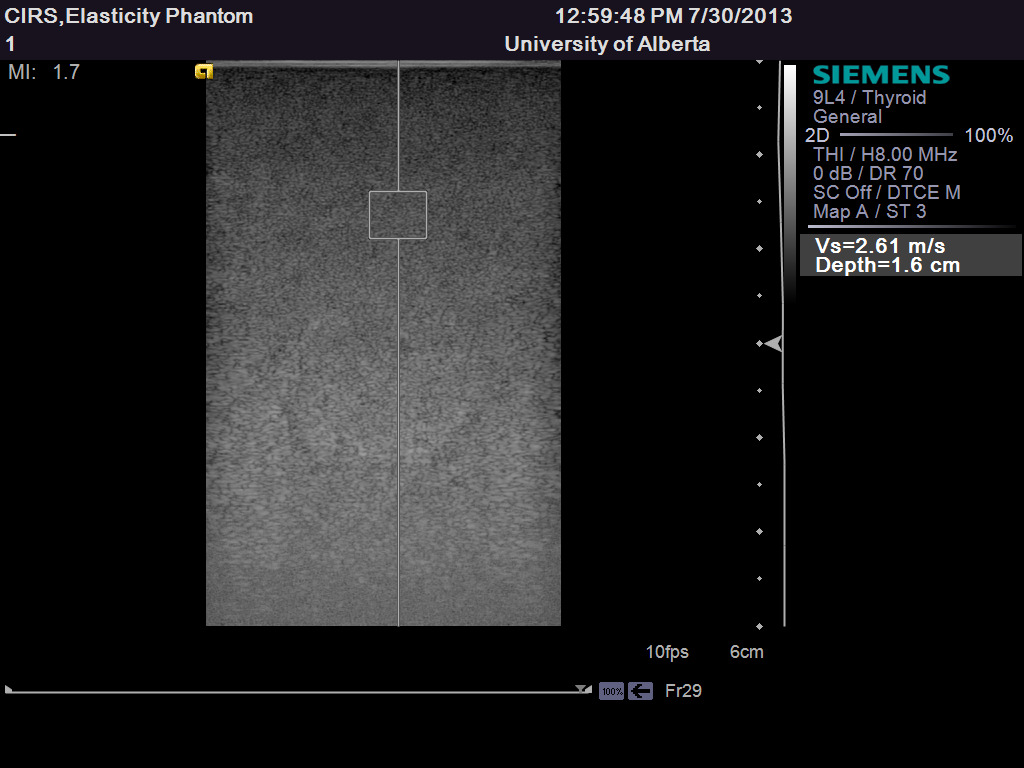 CIRS,Elasticity Phantom 12:59:48 PM 7/30/2013
1 University of Alberta
MI: 1.7
SIEMENS
9L4 / Thyroid
General
2D 100%
THI / H8.00 MHz
0 dB / DR 70
SC Off / DTCE M
Map A / ST 3
Vs=2.61 m/s
Depth=1.6 cm
10fps 6cm
100% Fr29